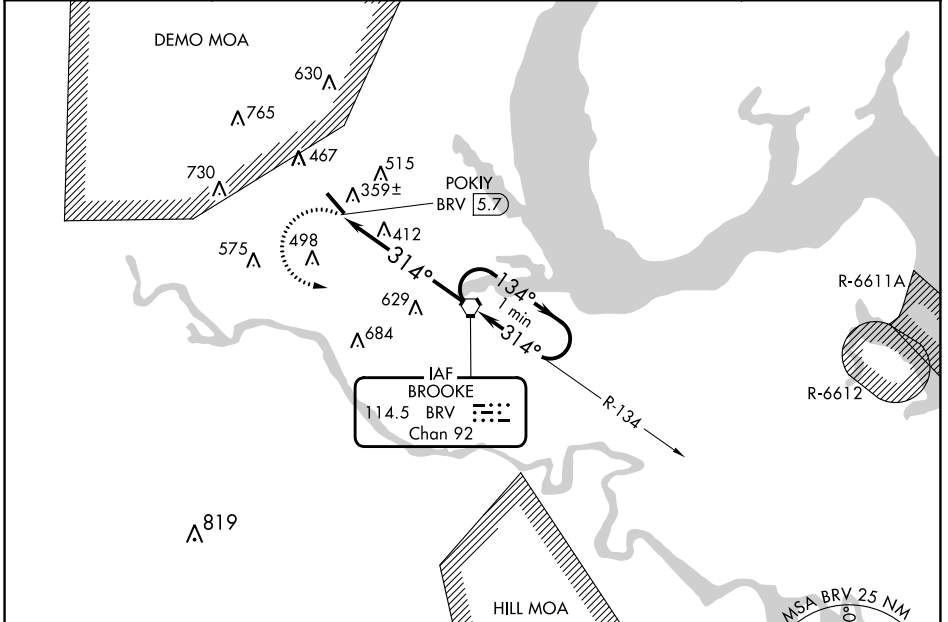 DEMO MOA
630
765
467
730
515
359±
POKIY
BRV 5.7
412
575
498
314°
134°
1 min
314°
629
684
R-6611A
R-6612
IAF
BROOKE
114.5 BRV
Chan 92
R-134
819
HILL MOA
MSA BRV 25 NM